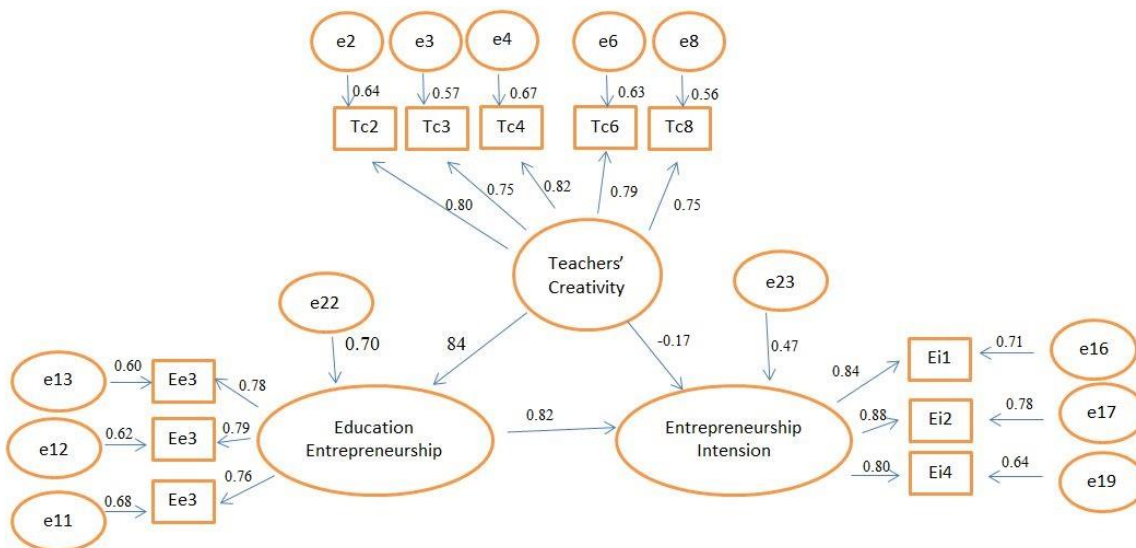 e2 e3 e4 e6 e8
0.64 0.57 0.67 0.63 0.56
Tc2 Tc3 Tc4 Tc6 Tc8
0.80 0.75 0.82 0.79 0.75
Teachers'
Creativity
e22 e23
0.70 84 -0.17 0.47
e13 0.60 Ee3 0.78
e12 0.62 Ee3 0.79
e11 0.68 Ee3 0.76
Education
Entrepreneurship
0.82
Entrepreneurship
Intension
0.84 Ei1 0.71 e16
0.88 Ei2 0.78 e17
0.80 Ei4 0.64 e19